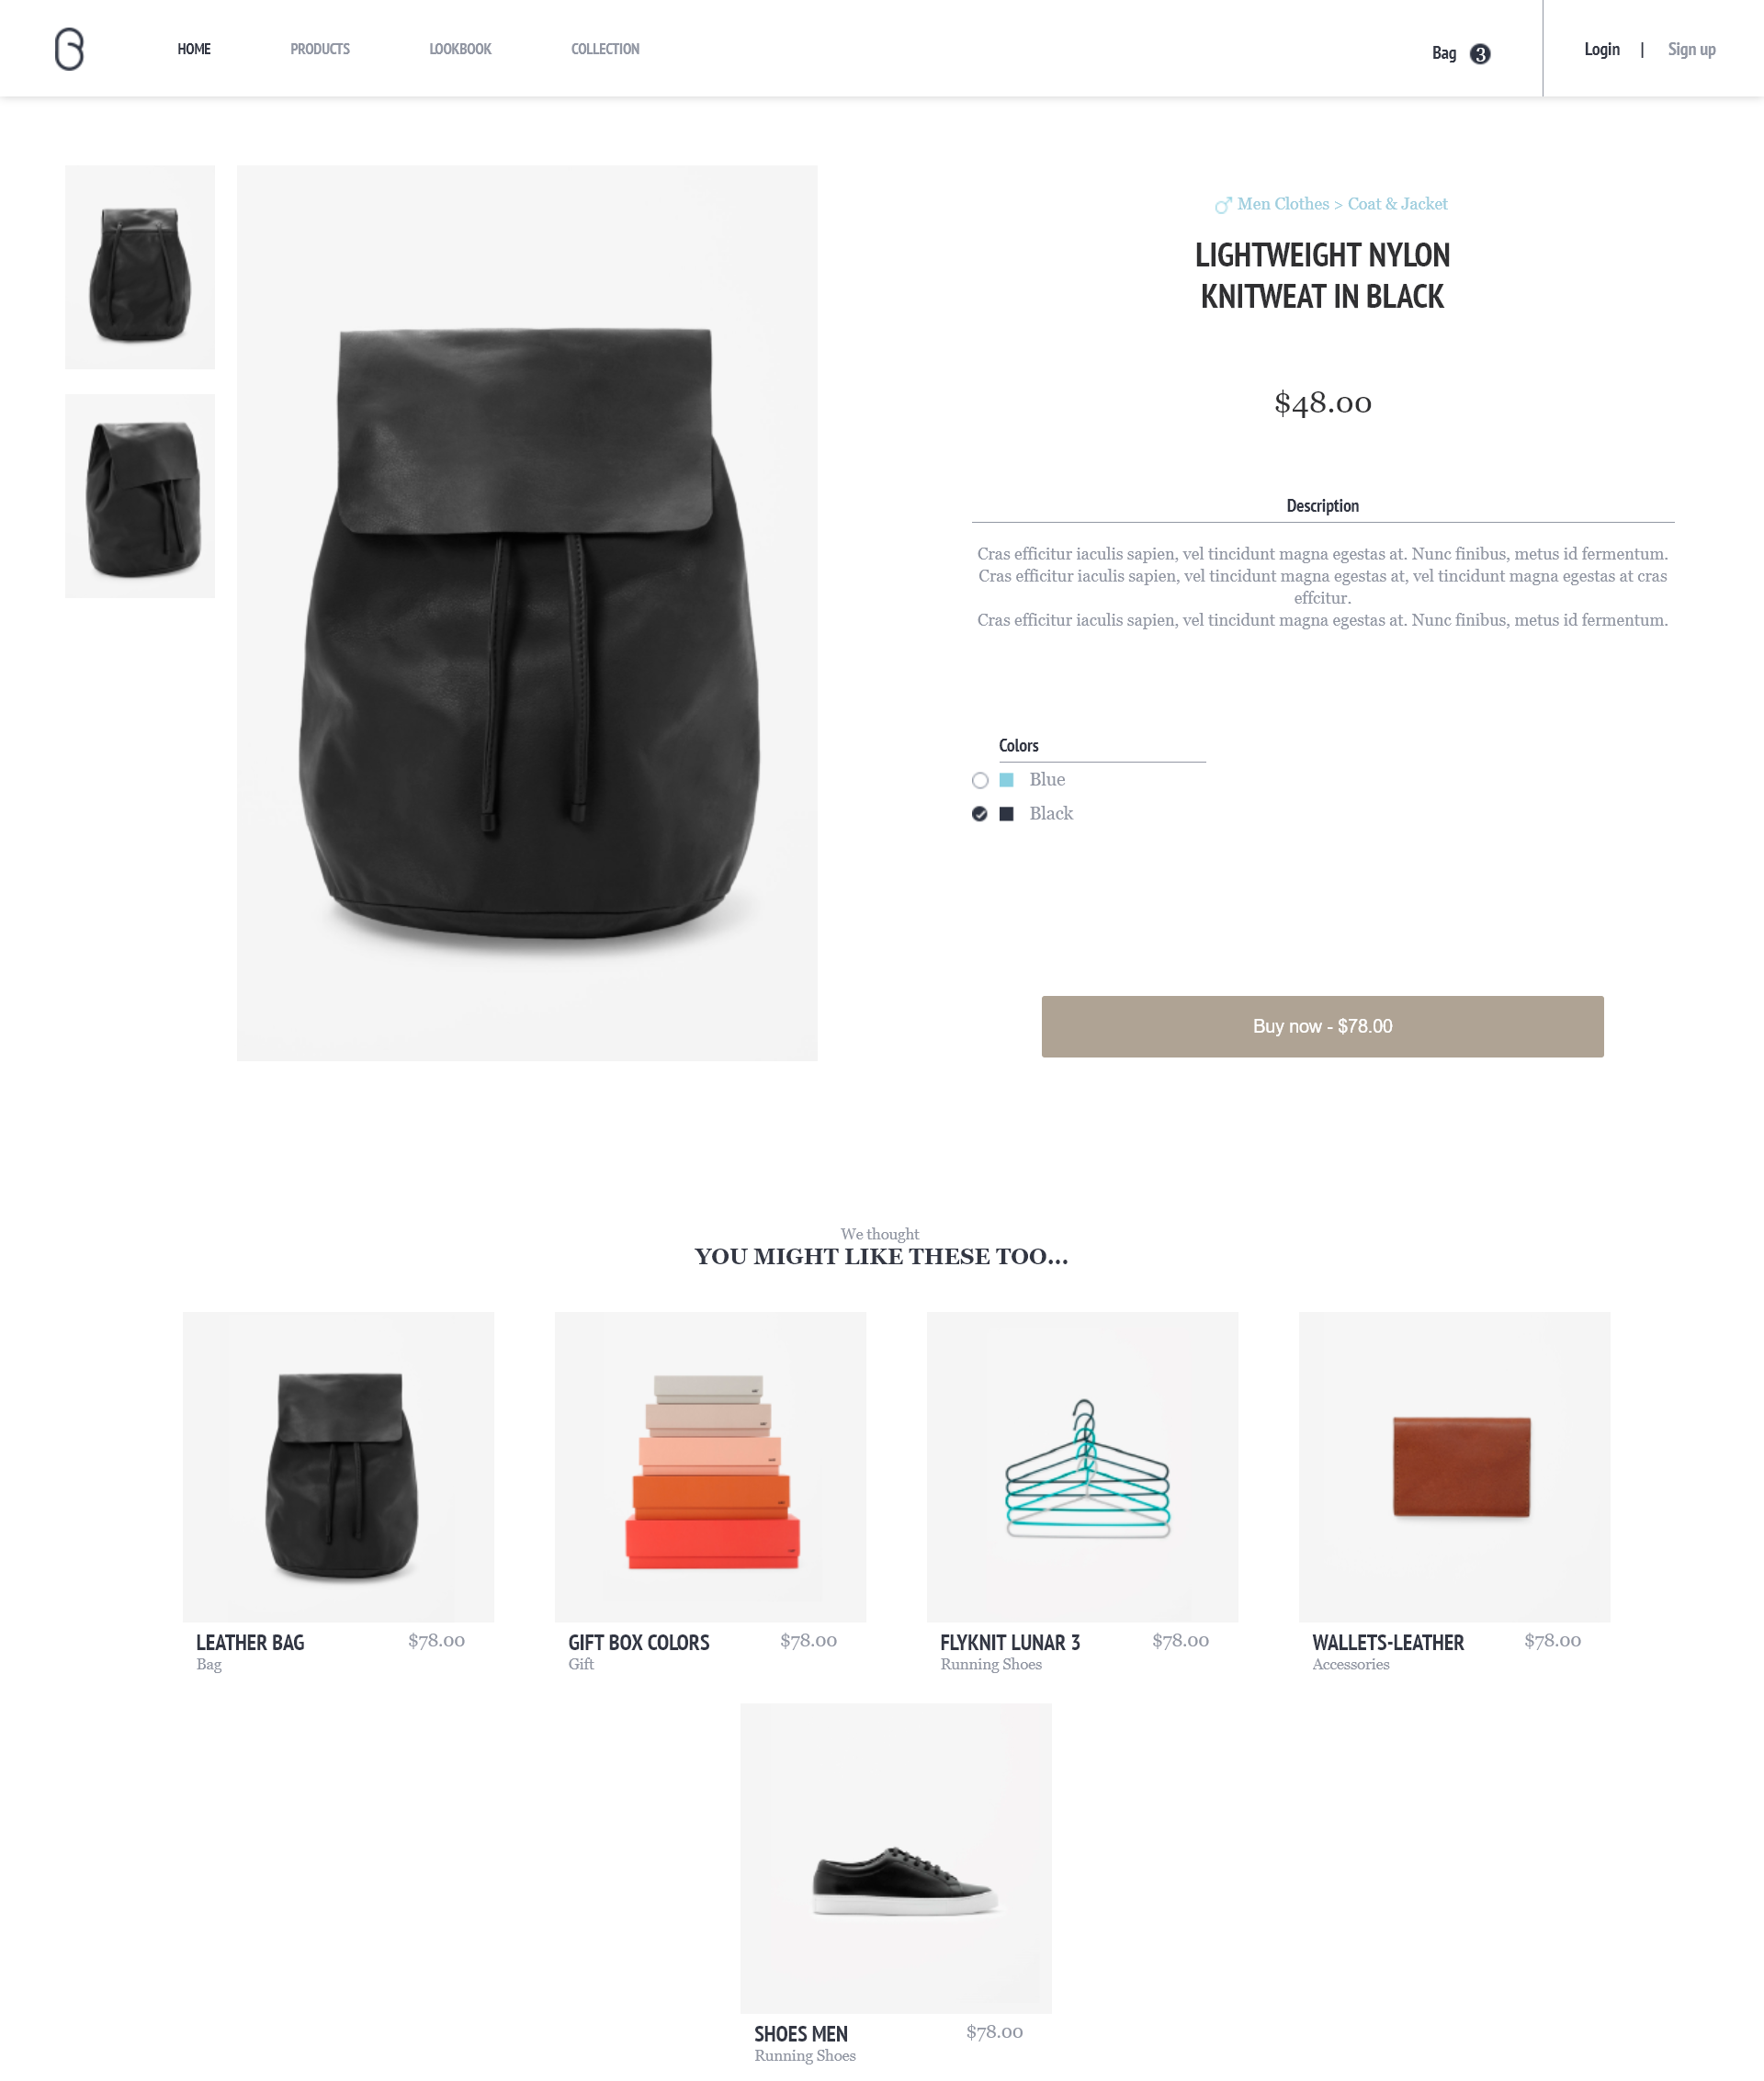 HOME
PRODUCTS
LOOKBOOK
COLLECTION
Bag 3
Login | Sign up
Men Clothes > Coat & Jacket
LIGHTWEIGHT NYLON
KNITWEAT IN BLACK
$48.00
Description
Cras efficitur iaculis sapien, vel tincidunt magna egestas at. Nunc finibus, metus id fermentum.
Cras efficitur iaculis sapien, vel tincidunt magna egestas at, vel tincidunt magna egestas at cras
effcitur.
Cras efficitur iaculis sapien, vel tincidunt magna egestas at. Nunc finibus, metus id fermentum.
Colors
Blue
Black
Buy now - $78.00
We thought
YOU MIGHT LIKE THESE TOO...
LEATHER BAG $78.00
Bag
GIFT BOX COLORS $78.00
Gift
FLYKNIT LUNAR 3 $78.00
Running Shoes
WALLETS-LEATHER $78.00
Accessories
SHOES MEN $78.00
Running Shoes